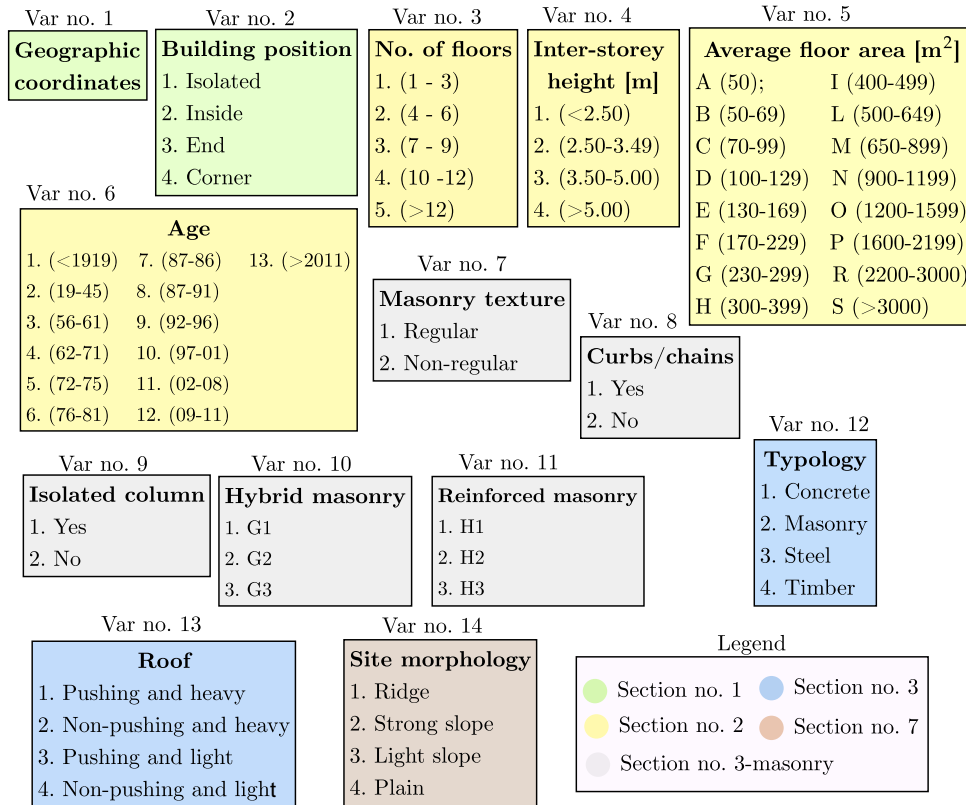 Var no. 1
Geographic
coordinates
Var no. 2
Building position
1. Isolated
2. Inside
3. End
4. Corner
Var no. 3
No. of floors
1. (1 - 3)
2. (4 - 6)
3. (7 - 9)
4. (10 -12)
5. (>12)
Var no. 4
Inter-storey
height [m]
1. (<2.50)
2. (2.50-3.49)
3. (3.50-5.00)
4. (>5.00)
Var no. 5
Average floor area [m²]
A (50); I (400-499)
B (50-69) L (500-649)
C (70-99) M (650-899)
D (100-129) N (900-1199)
E (130-169) O (1200-1599)
F (170-229) P (1600-2199)
G (230-299) R (2200-3000)
H (300-399) S (>3000)
Var no. 6
Age
1. (<1919) 7. (87-86) 13. (>2011)
2. (19-45) 8. (87-91)
3. (56-61) 9. (92-96)
4. (62-71) 10. (97-01)
5. (72-75) 11. (02-08)
6. (76-81) 12. (09-11)
Var no. 7
Masonry texture
1. Regular
2. Non-regular
Var no. 8
Curbs/chains
1. Yes
2. No
Var no. 9
Isolated column
1. Yes
2. No
Var no. 10
Hybrid masonry
1. G1
2. G2
3. G3
Var no. 11
Reinforced masonry
1. H1
2. H2
3. H3
Var no. 12
Typology
1. Concrete
2. Masonry
3. Steel
4. Timber
Var no. 13
Roof
1. Pushing and heavy
2. Non-pushing and heavy
3. Pushing and light
4. Non-pushing and light
Var no. 14
Site morphology
1. Ridge
2. Strong slope
3. Light slope
4. Plain
Legend
Section no. 1 Section no. 3
Section no. 2 Section no. 7
Section no. 3-masonry